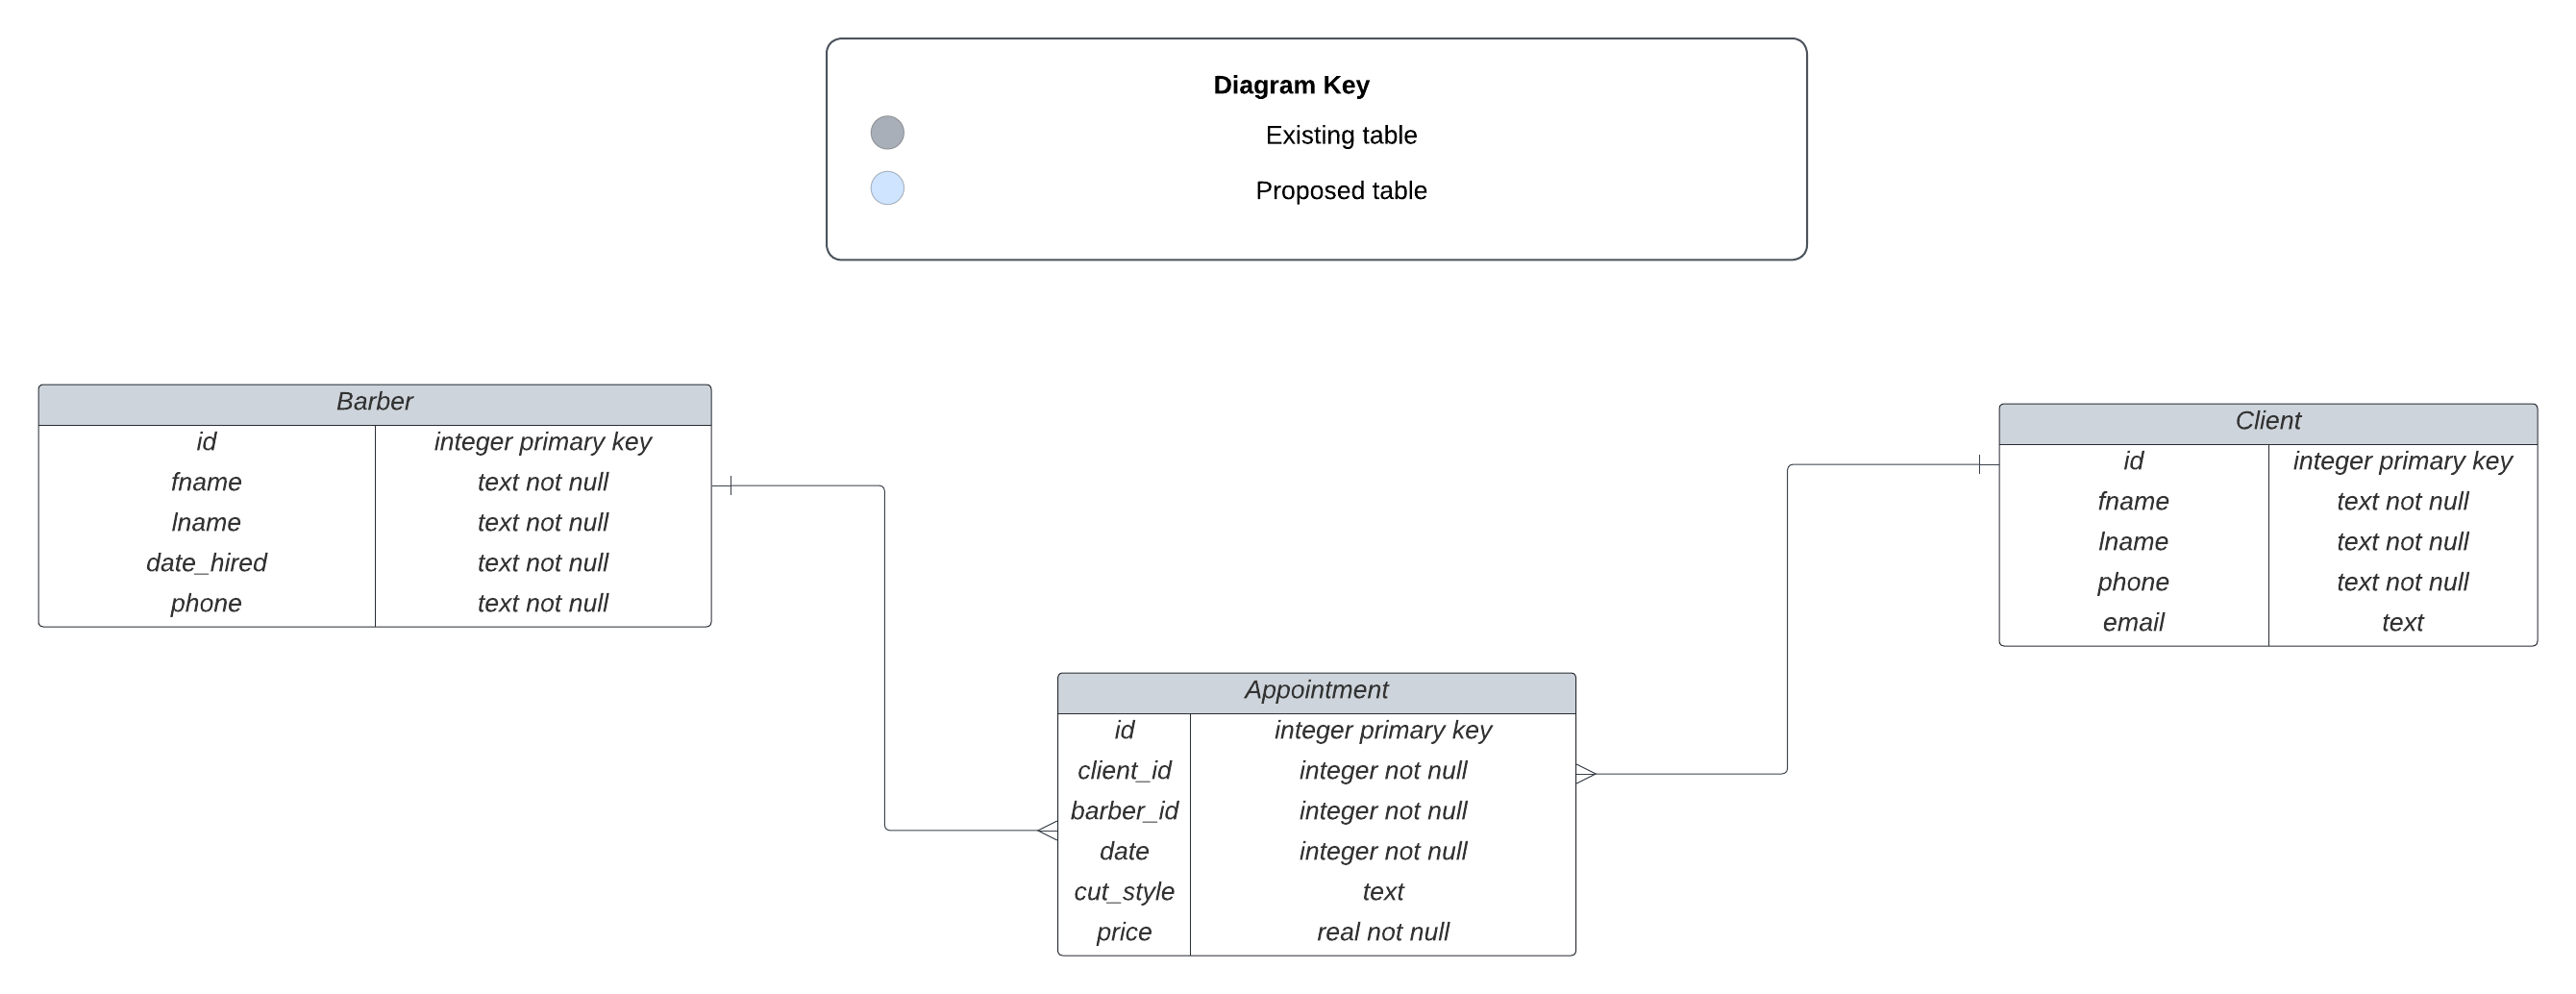 Diagram Key
Existing table
Proposed table
Barber
id integer primary key
fname text not null
lname text not null
date_hired text not null
phone text not null
Client
id integer primary key
fname text not null
lname text not null
phone text not null
email text
Appointment
id integer primary key
client_id integer not null
barber_id integer not null
date integer not null
cut_style text
price real not null